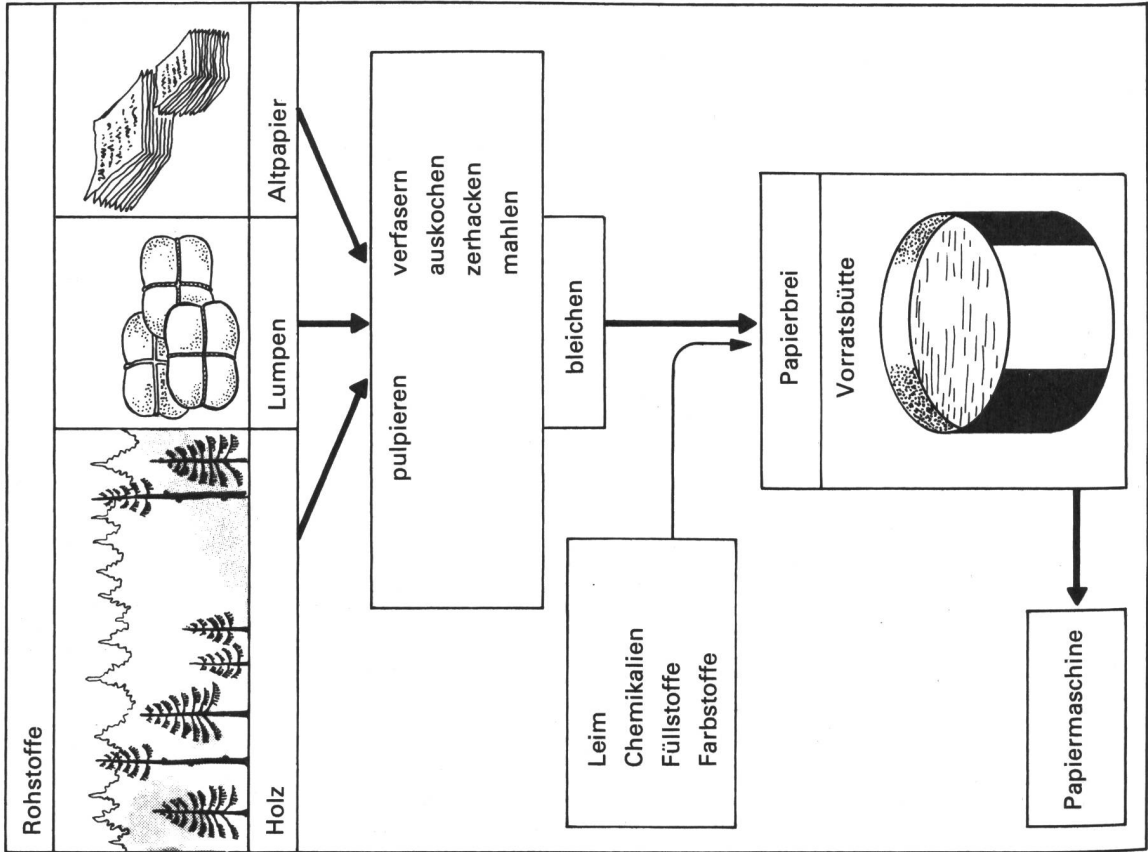 Rohstoffe
Holz
Lumpen
Altpapier
pulpieren
verfasern
auskochen
zerhacken
mahlen
bleichen
Leim
Chemikalien
Füllstoffe
Farbstoffe
Papierbrei
Vorratsbütte
Papiermaschine